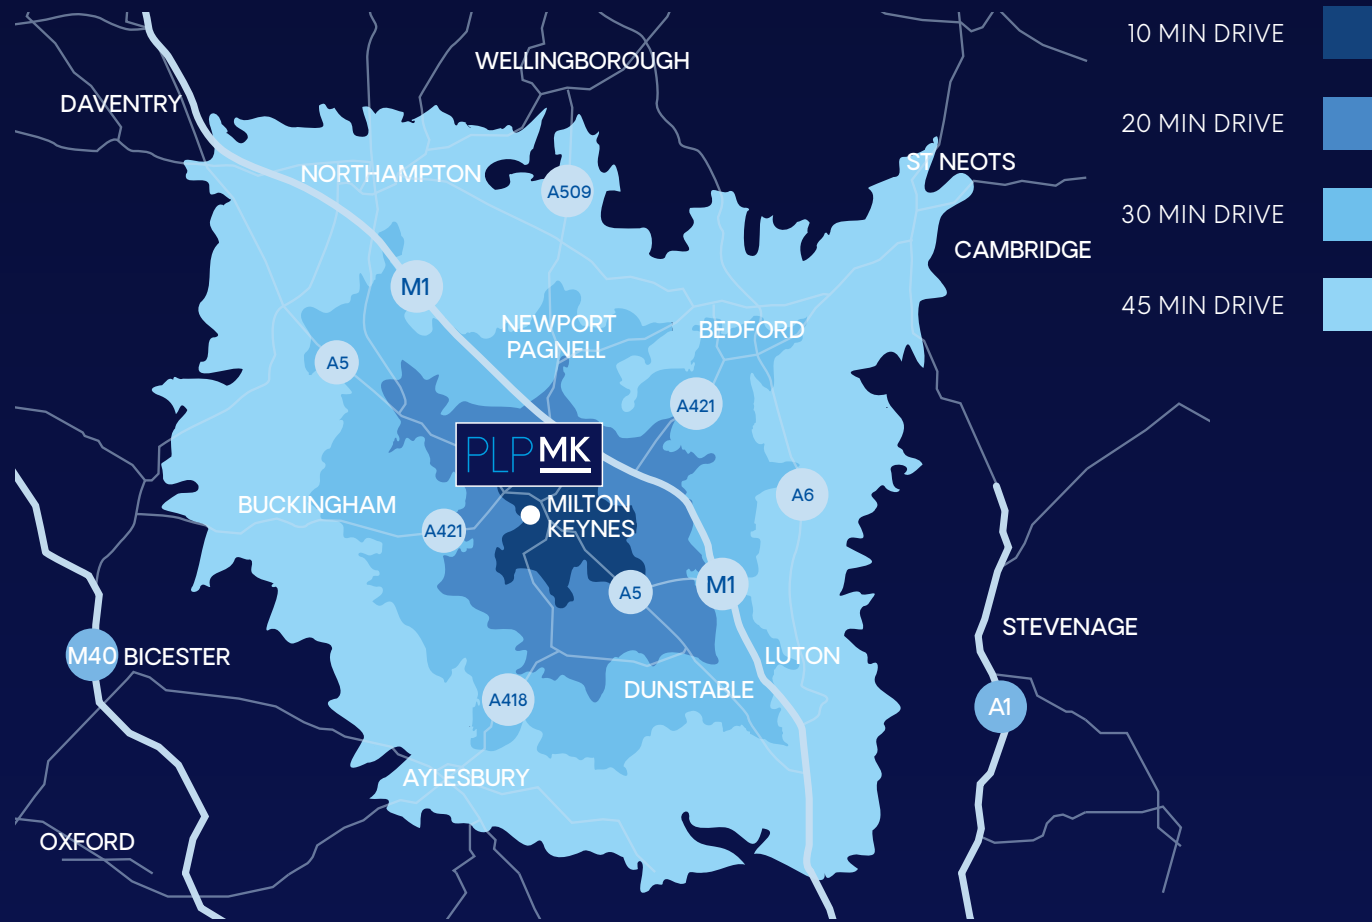 10 MIN DRIVE
WELLINGBOROUGH
DAVENTRY
20 MIN DRIVE
ST NEOTS
NORTHAMPTON
A509
30 MIN DRIVE
CAMBRIDGE
M1
45 MIN DRIVE
NEWPORT
PAGNELL
BEDFORD
A5
A421
PLPMK
A6
BUCKINGHAM
MILTON
KEYNES
A421
M1
A5
STEVENAGE
M40
BICESTER
LUTON
DUNSTABLE
A418
A1
AYLESBURY
OXFORD